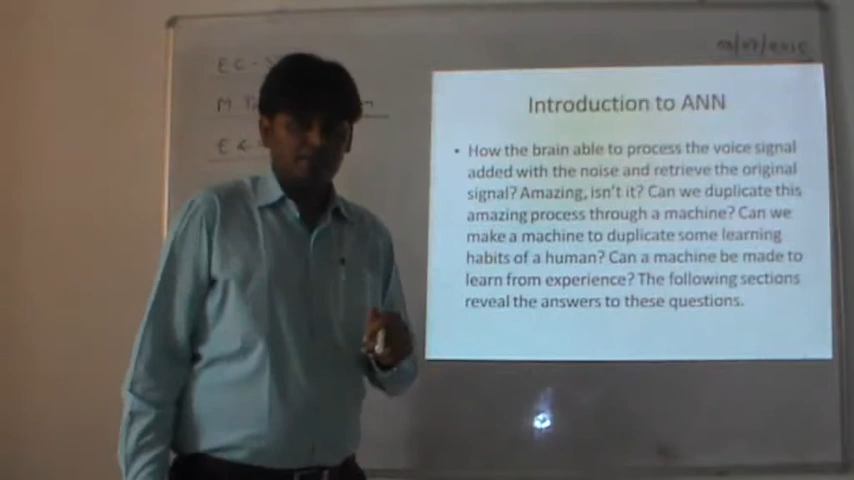 EC-
M
Introduction to ANN
• How the brain able to process the voice signal
added with the noise and retrieve the original
signal? Amazing, isn't it? Can we duplicate this
amazing process through a machine? Can we
make a machine to duplicate some learning
habits of a human? Can a machine be made to
learn from experience? The following sections
reveal the answers to these questions.